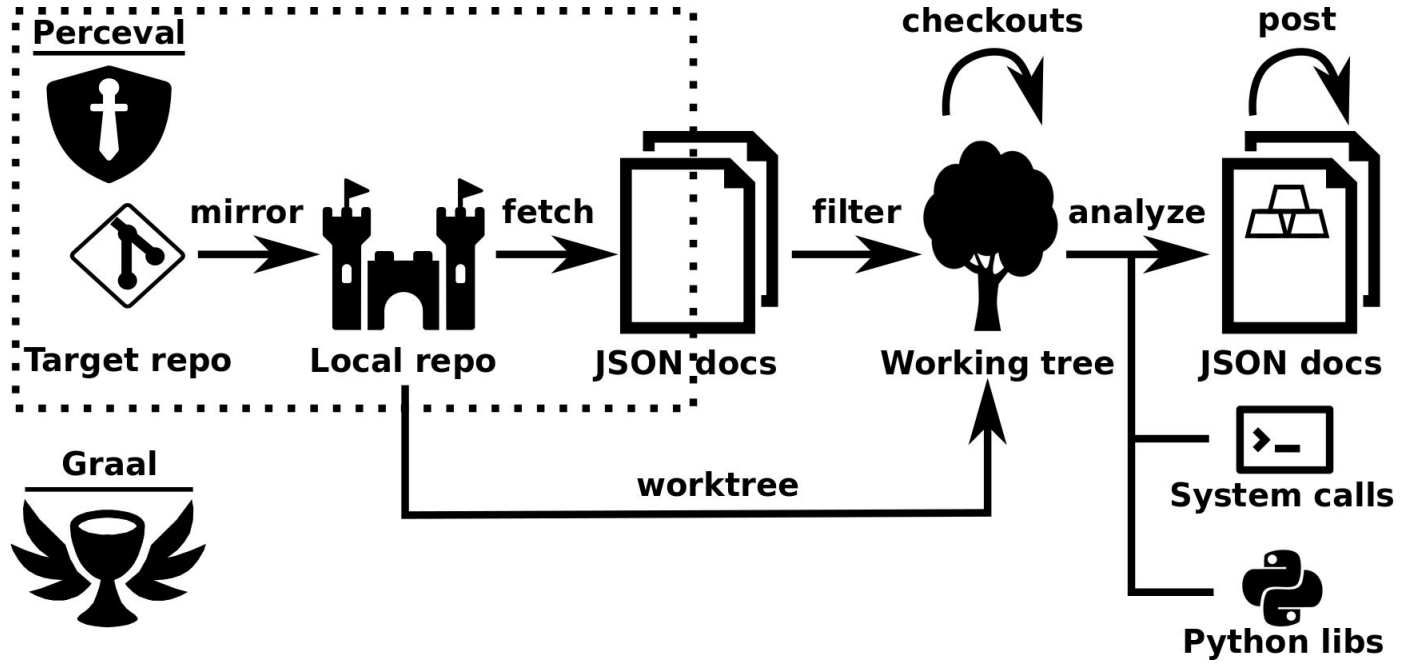 Perceval
checkouts
post
mirror
fetch
filter
analyze
Target repo
Local repo
JSON docs
Working tree
JSON docs
Graal
worktree
System calls
Python libs